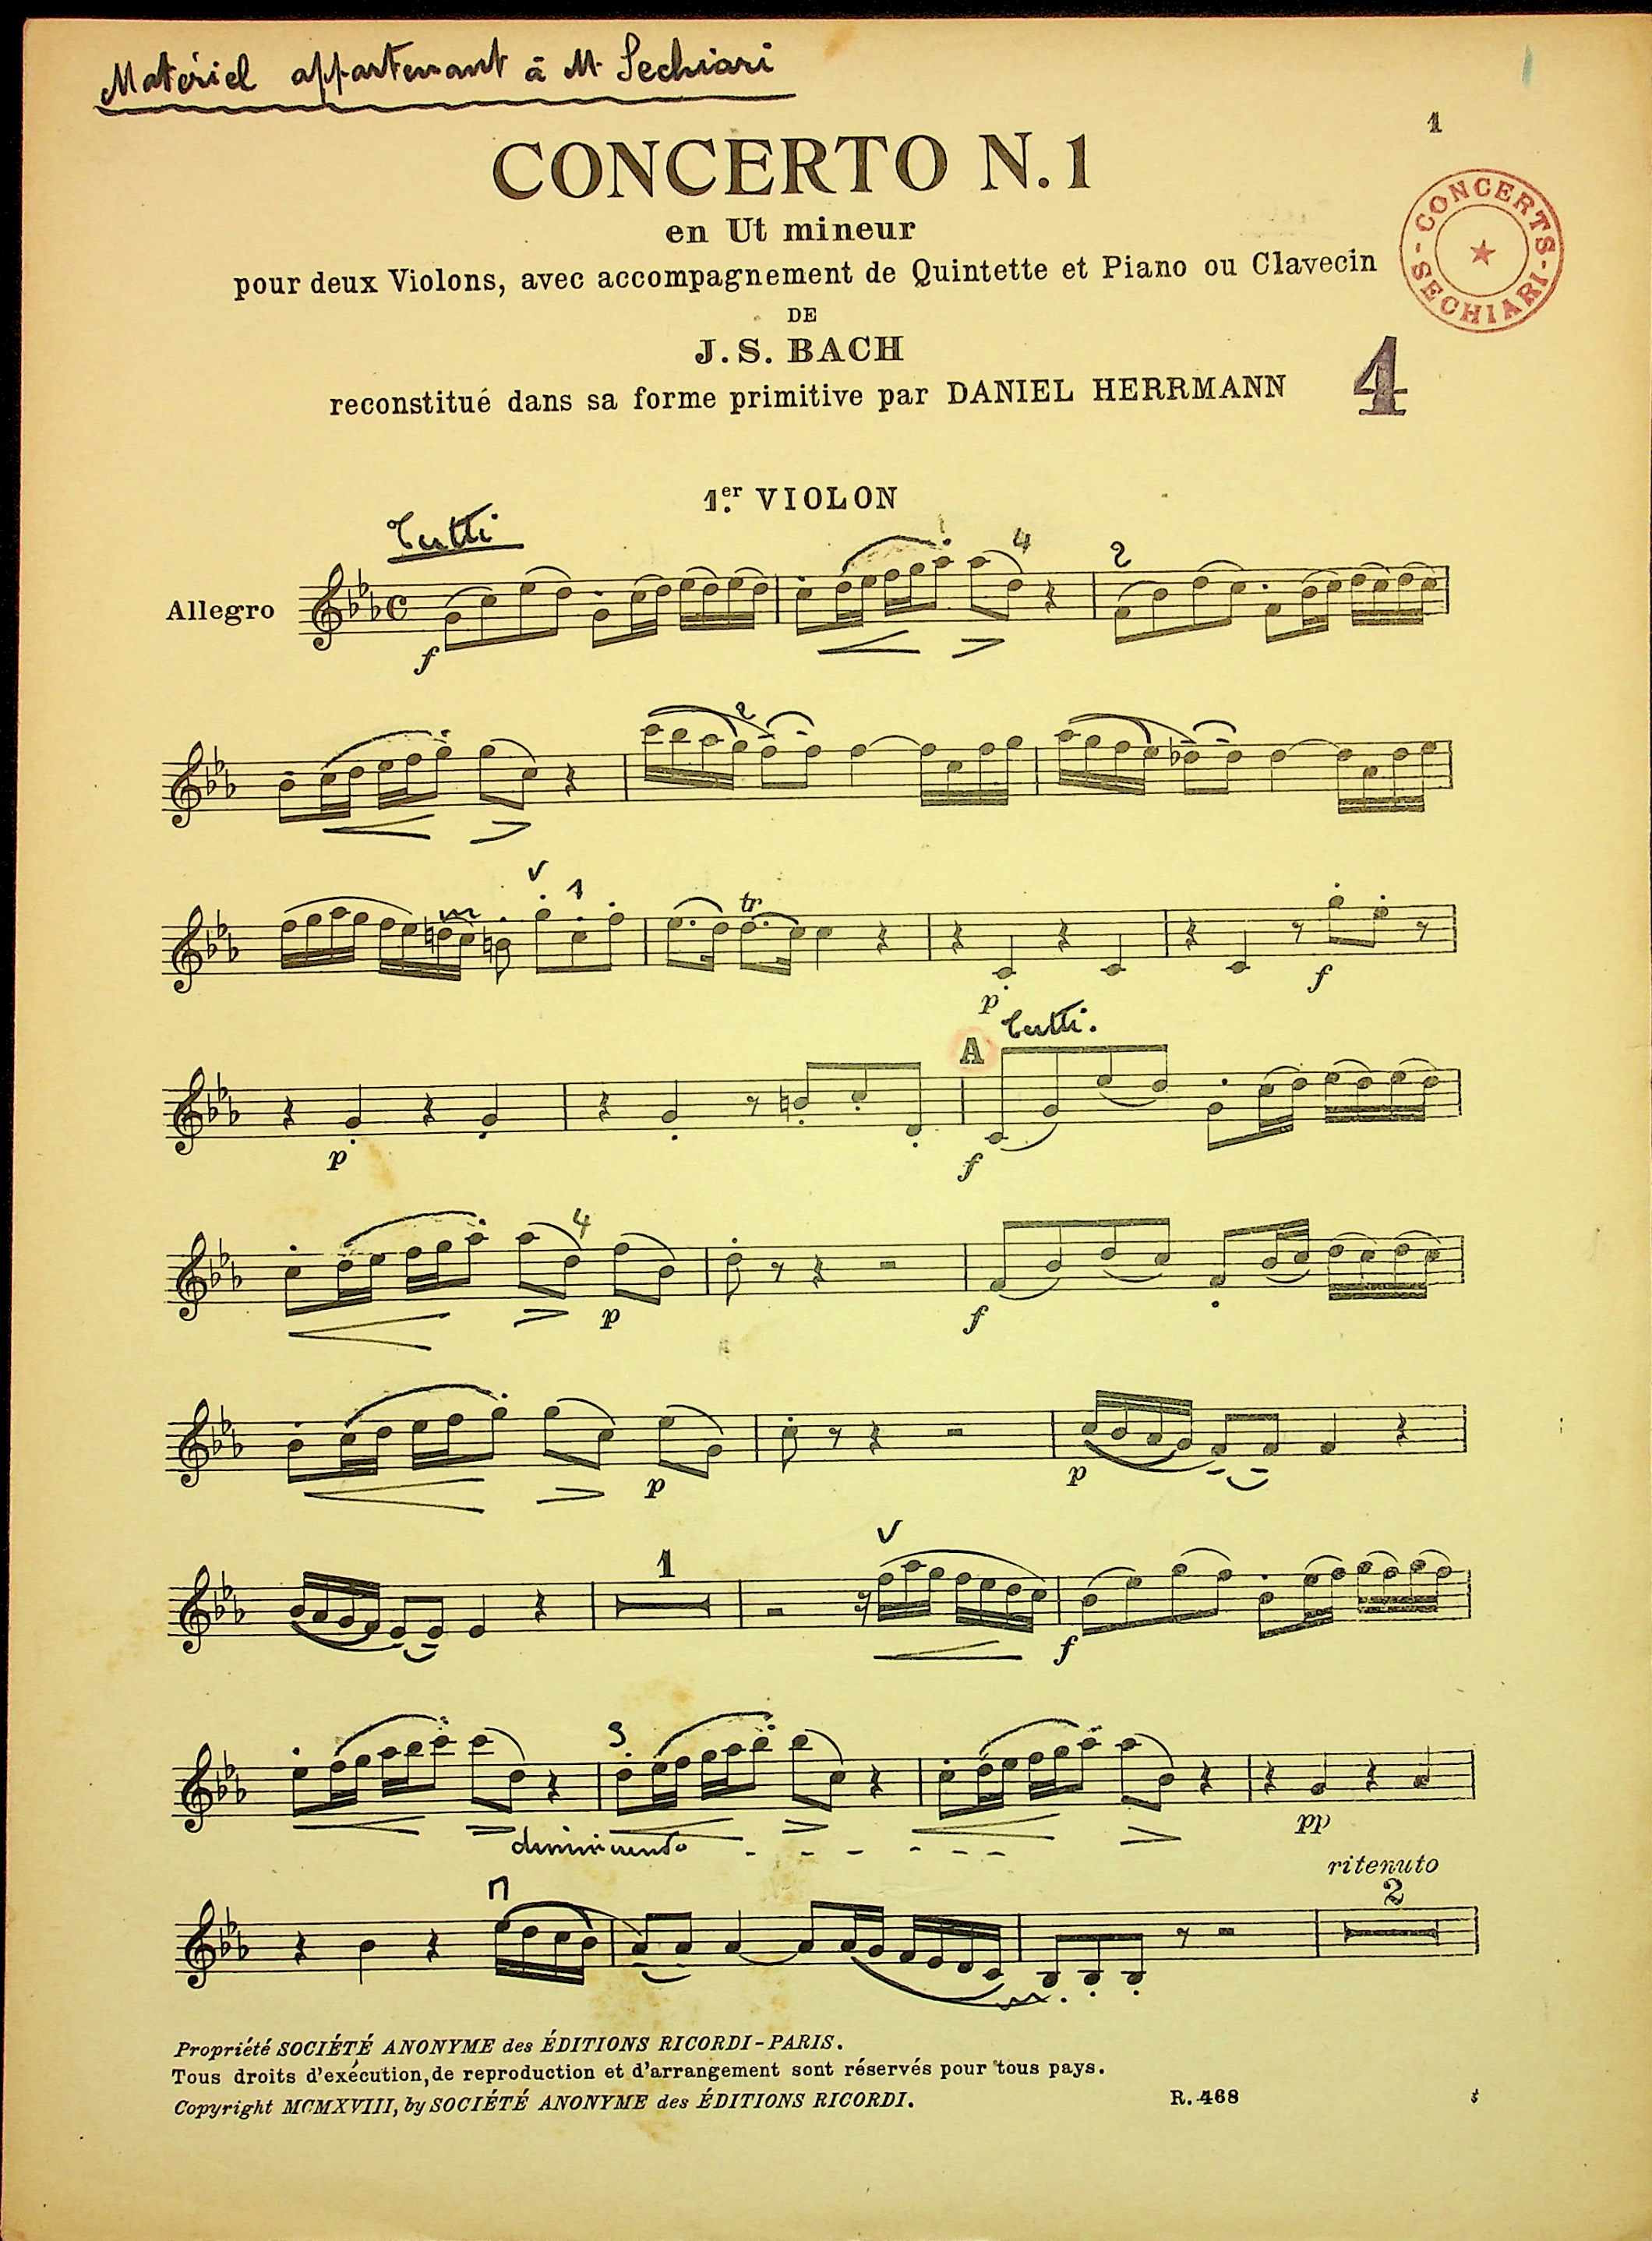 Matériel appartenant à M. Sechiari
1
CONCERTO N. 1
en Ut mineur
pour deux Violons, avec accompagnement de Quintette et Piano ou Clavecin
CONCERTS
SECHIARI
DE
J. S. BACH
reconstitué dans sa forme primitive par DANIEL HERRMANN
4
1er. VIOLON
Tutti
4 2
Allegro
f
2
1
tr
p f
Tutti.
A
p f
4
p f
p p
1
f
3
diminuendo
pp
ritenuto
2
Propriété SOCIÉTÉ ANONYME des ÉDITIONS RICORDI-PARIS.
Tous droits d'exécution, de reproduction et d'arrangement sont réservés pour tous pays.
Copyright MCMXVIII, by SOCIÉTÉ ANONYME des ÉDITIONS RICORDI. R. 468